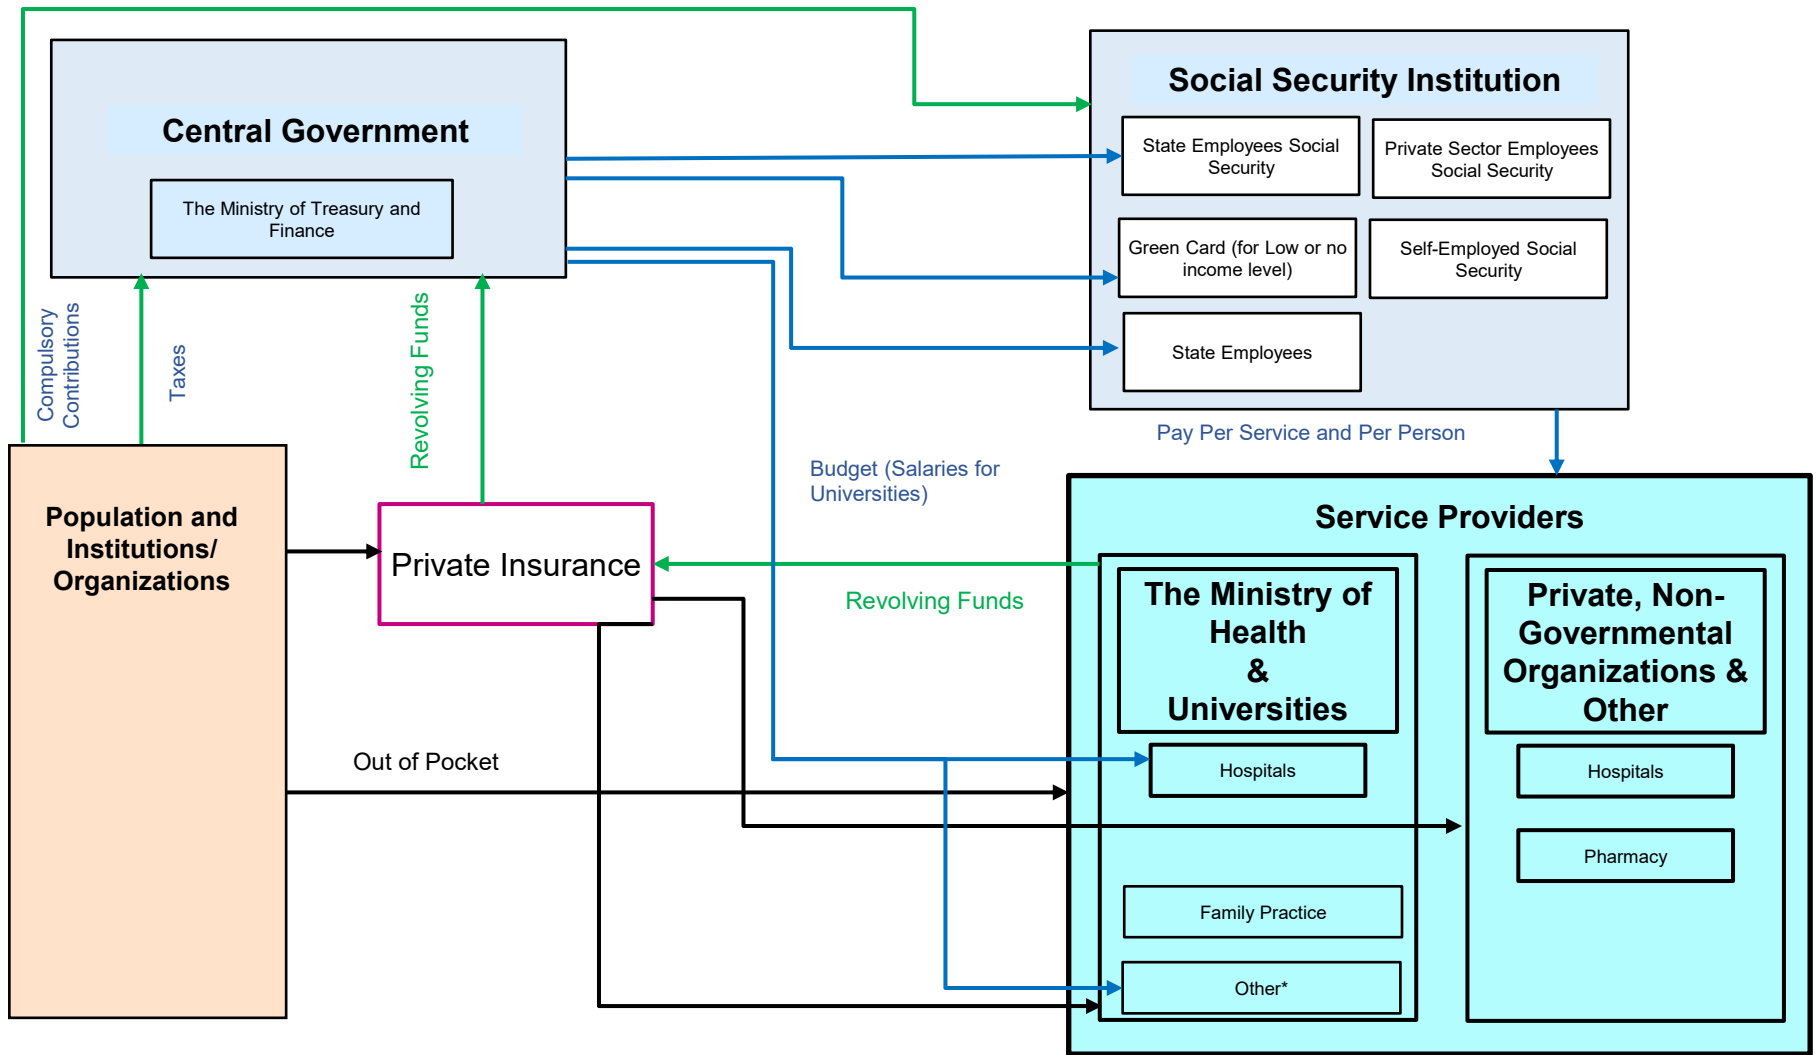 Central Government
The Ministry of Treasury and
Finance
Social Security Institution
State Employees Social
Security
Private Sector Employees
Social Security
Green Card (for Low or no
income level)
Self-Employed Social
Security
State Employees
Compulsory
Contributions
Taxes
Revolving Funds
Pay Per Service and Per Person
Budget (Salaries for
Universities)
Population and
Institutions/
Organizations
Private Insurance
Revolving Funds
Out of Pocket
Service Providers
The Ministry of
Health
&
Universities
Hospitals
Family Practice
Other*
Private, Non-
Governmental
Organizations &
Other
Hospitals
Pharmacy